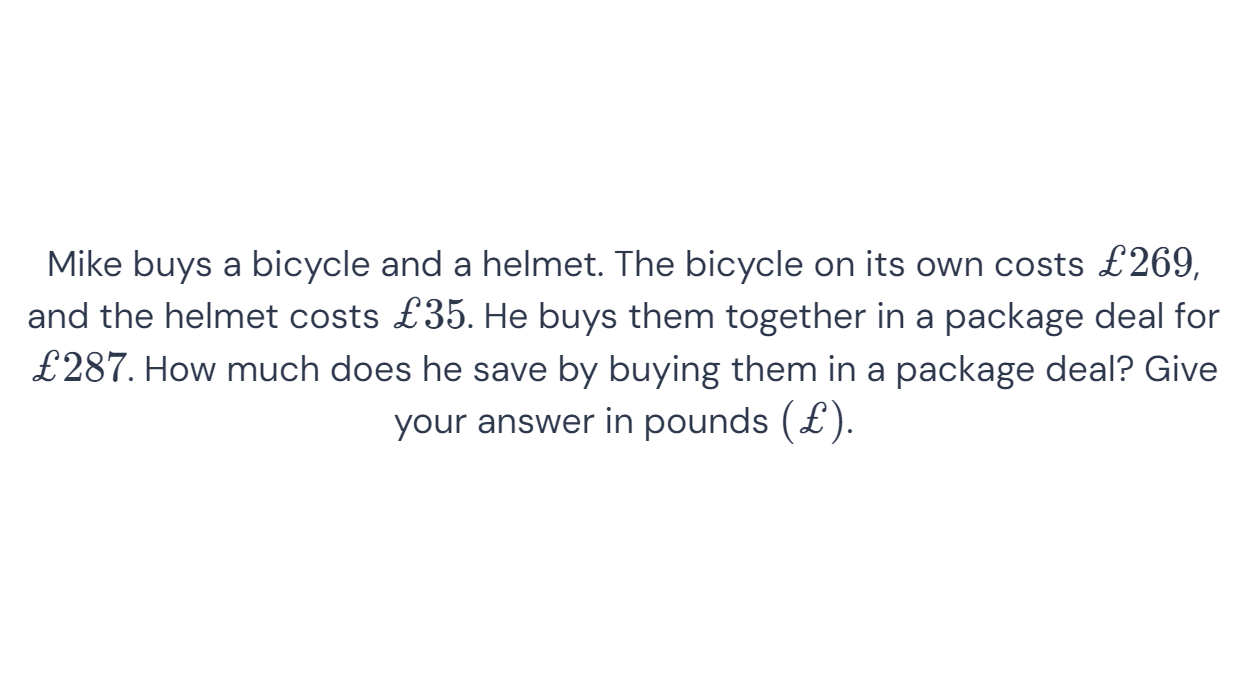 Mike buys a bicycle and a helmet. The bicycle on its own costs £269,
and the helmet costs £35. He buys them together in a package deal for
£287. How much does he save by buying them in a package deal? Give
your answer in pounds (£).